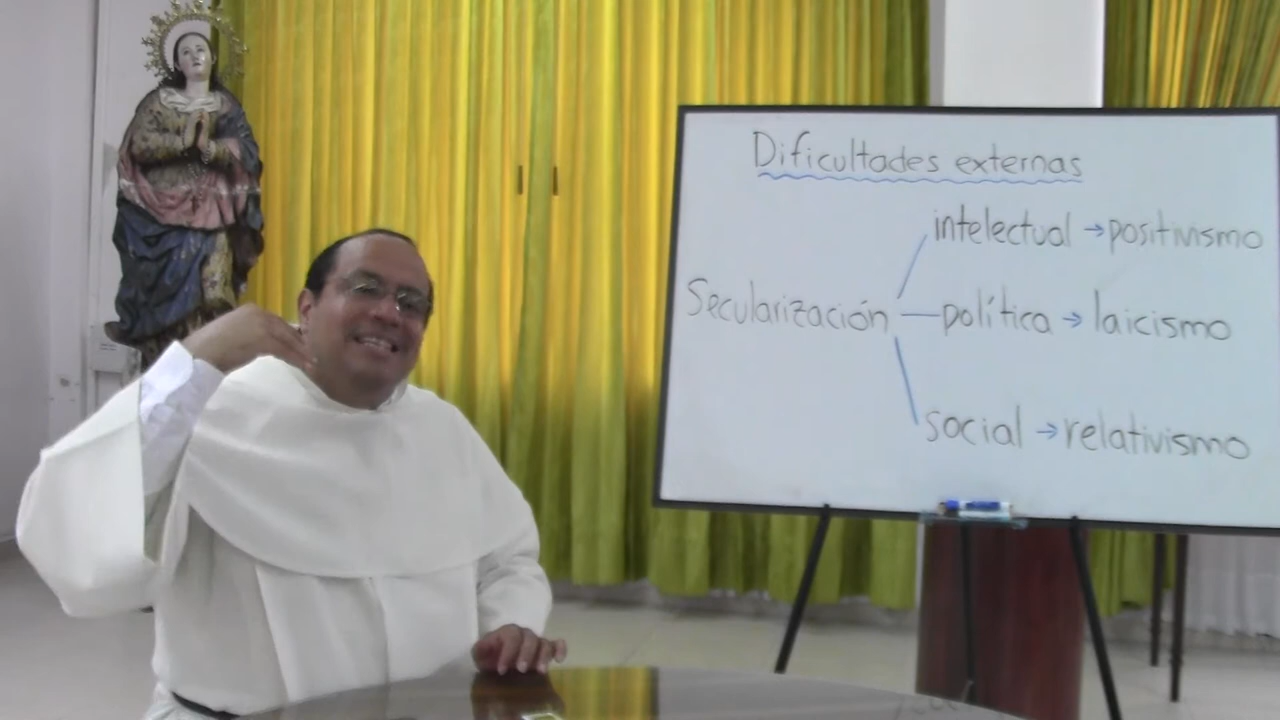 Dificultades externas
intelectual → positivismo
Secularización — política → laicismo
social → relativismo